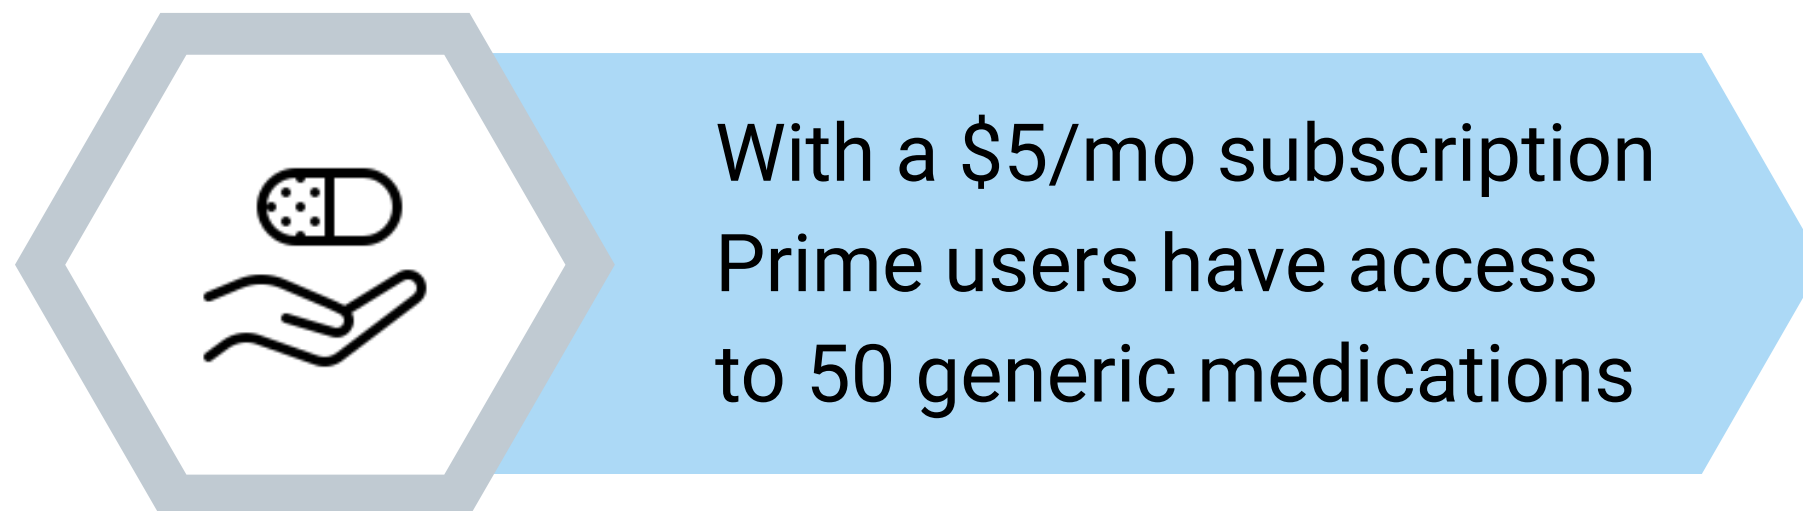 With a $5/mo subscription
Prime users have access
to 50 generic medications